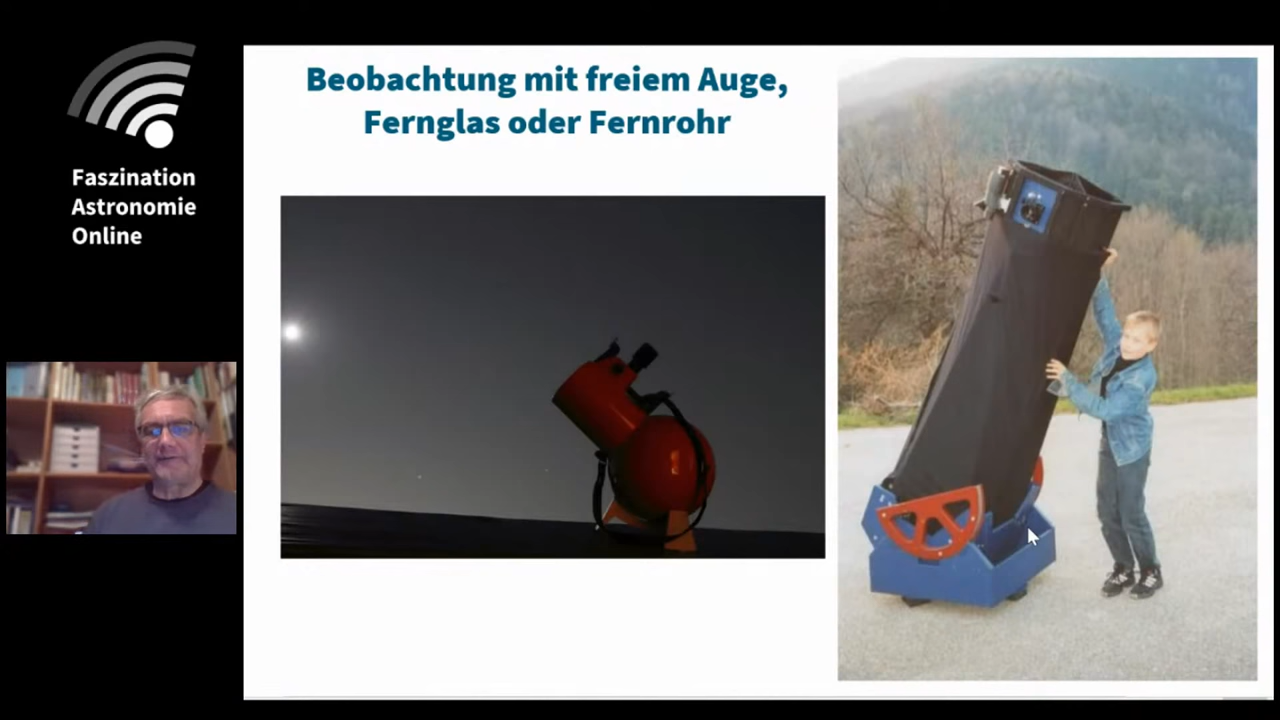 Faszination
Astronomie
Online
Beobachtung mit freiem Auge,
Fernglas oder Fernrohr